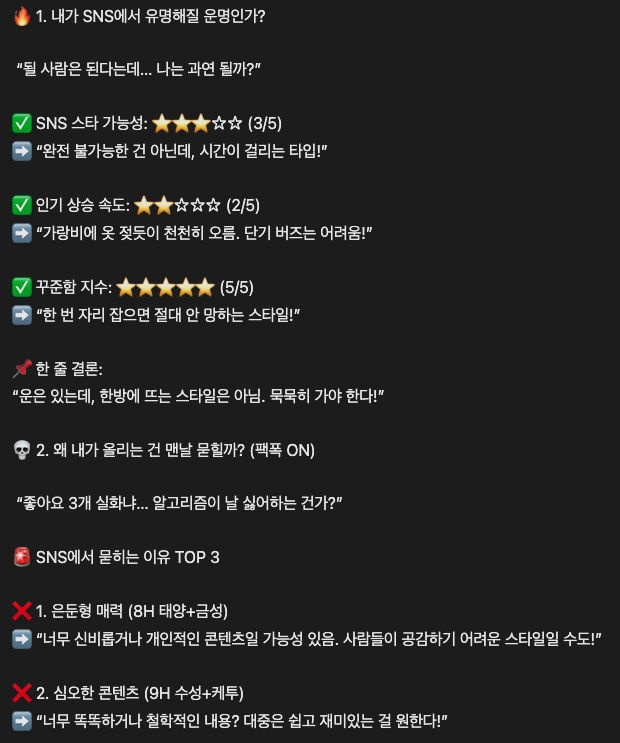 🔥 1. 내가 SNS에서 유명해질 운명인가?
“될 사람은 된다는데... 나는 과연 될까?”
✅ SNS 스타 가능성: ⭐⭐⭐☆☆ (3/5)
➡️ “완전 불가능한 건 아닌데, 시간이 걸리는 타입!”
✅ 인기 상승 속도: ⭐⭐☆☆☆ (2/5)
➡️ “가랑비에 옷 젖듯이 천천히 오름. 단기 버즈는 어려움!”
✅ 꾸준함 지수: ⭐⭐⭐⭐⭐ (5/5)
➡️ “한 번 자리 잡으면 절대 안 망하는 스타일!”
📌 한 줄 결론:
“운은 있는데, 한방에 뜨는 스타일은 아님. 묵묵히 가야 한다!”
💀 2. 왜 내가 올리는 건 맨날 묻힐까? (팩폭 ON)
“좋아요 3개 실화냐... 알고리즘이 날 싫어하는 건가?”
🚨 SNS에서 묻히는 이유 TOP 3
❌ 1. 은둔형 매력 (8H 태양+금성)
➡️ “너무 신비롭거나 개인적인 콘텐츠일 가능성 있음. 사람들이 공감하기 어려운 스타일일 수도!”
❌ 2. 심오한 콘텐츠 (9H 수성+케투)
➡️ “너무 똑똑하거나 철학적인 내용? 대중은 쉽고 재미있는 걸 원한다!”